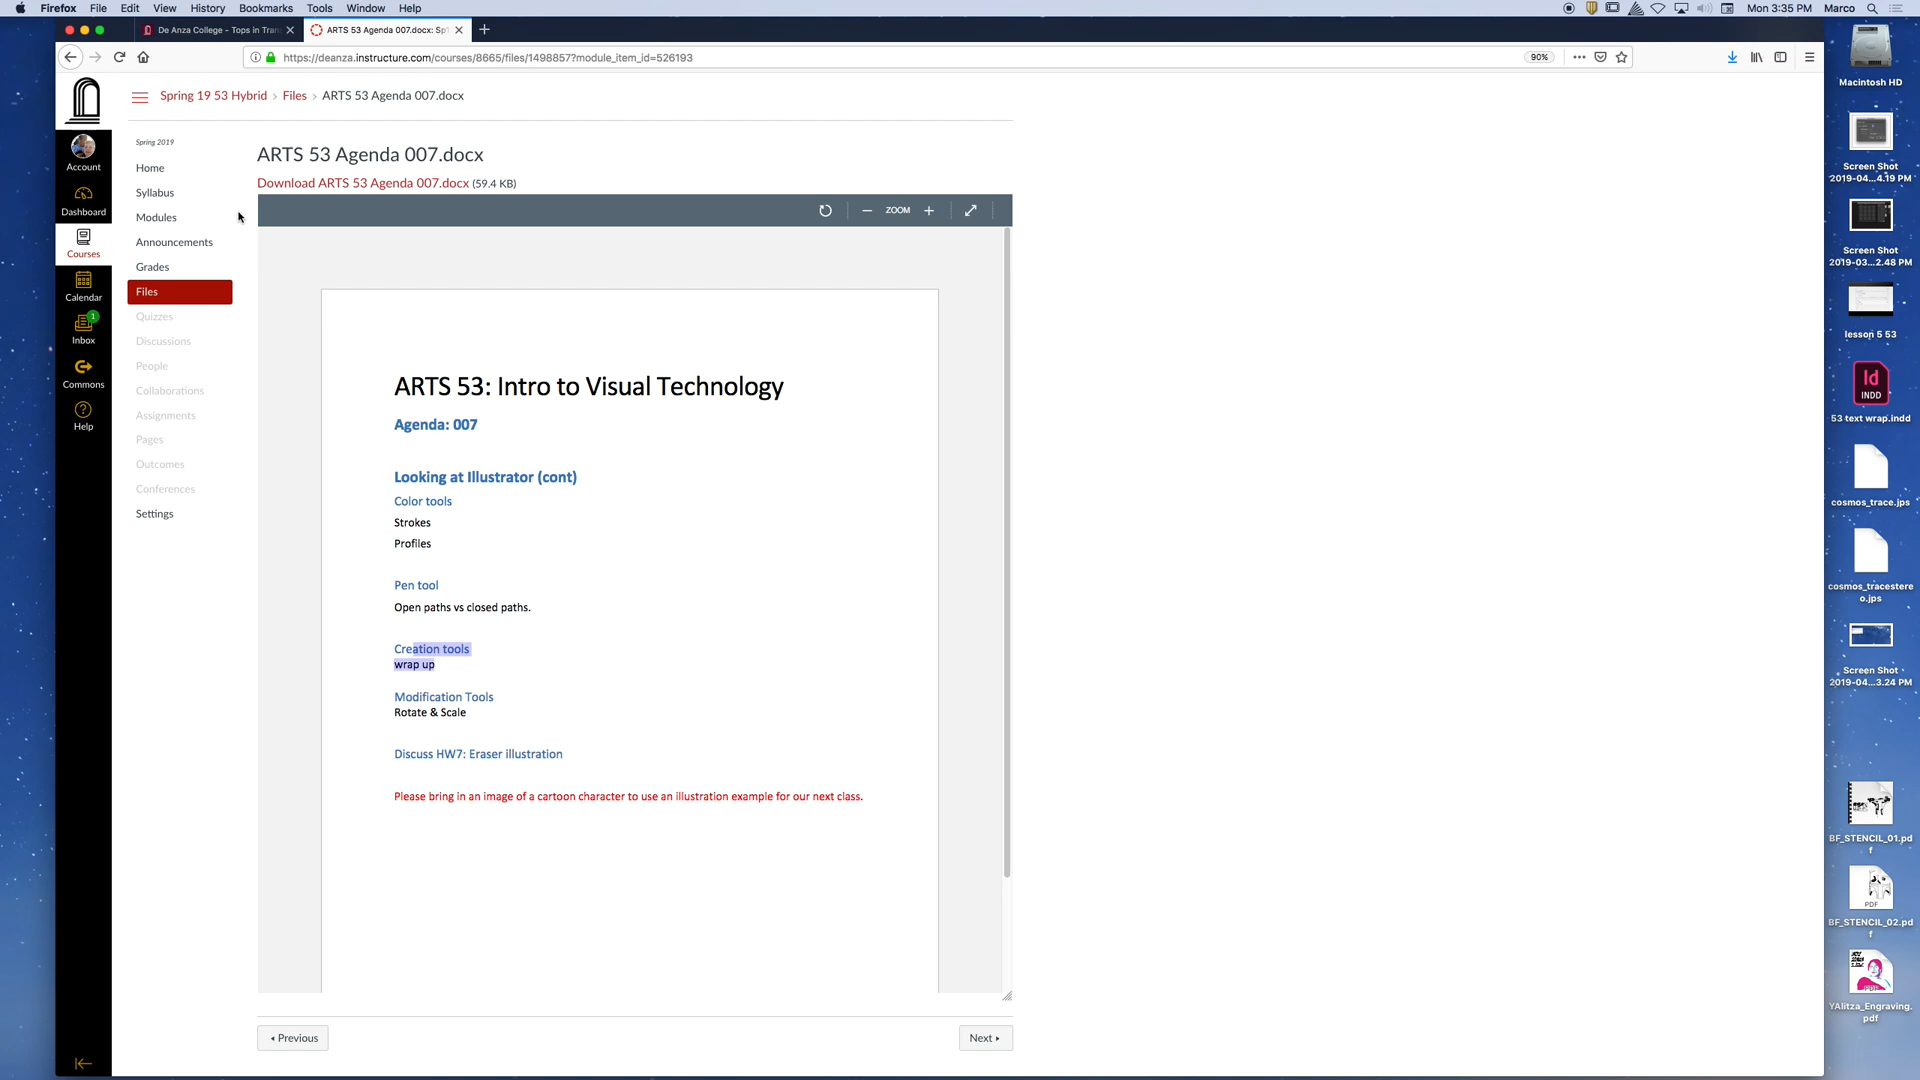 Firefox File Edit View History Bookmarks Tools Window Help
Mon 3:35 PM Marco
De Anza College - Tops in Tran
ARTS 53 Agenda 007.docx: Sp
https://deanza.instructure.com/courses/8665/files/1498857?module_item_id=526193
90%
Spring 19 53 Hybrid > Files > ARTS 53 Agenda 007.docx
Account
Dashboard
Courses
Calendar
1
Inbox
Commons
Help
Spring 2019
Home
Syllabus
Modules
Announcements
Grades
Files
Quizzes
Discussions
People
Collaborations
Assignments
Pages
Outcomes
Conferences
Settings
ARTS 53 Agenda 007.docx
Download ARTS 53 Agenda 007.docx (59.4 KB)
ZOOM
ARTS 53: Intro to Visual Technology
Agenda: 007
Looking at Illustrator (cont)
Color tools
Strokes
Profiles
Pen tool
Open paths vs closed paths.
Creation tools
wrap up
Modification Tools
Rotate & Scale
Discuss HW7: Eraser illustration
Please bring in an image of a cartoon character to use an illustration example for our next class.
Previous
Next
Macintosh HD
Screen Shot
2019-04...4.19 PM
Screen Shot
2019-03...2.48 PM
lesson 5 53
Id
INDD
53 text wrap.indd
cosmos_trace.jps
cosmos_tracestere
o.jps
Screen Shot
2019-04...3.24 PM
BF_STENCIL_01.pd
f
PDF
BF_STENCIL_02.pd
f
PDF
YAlitza_Engraving.
pdf